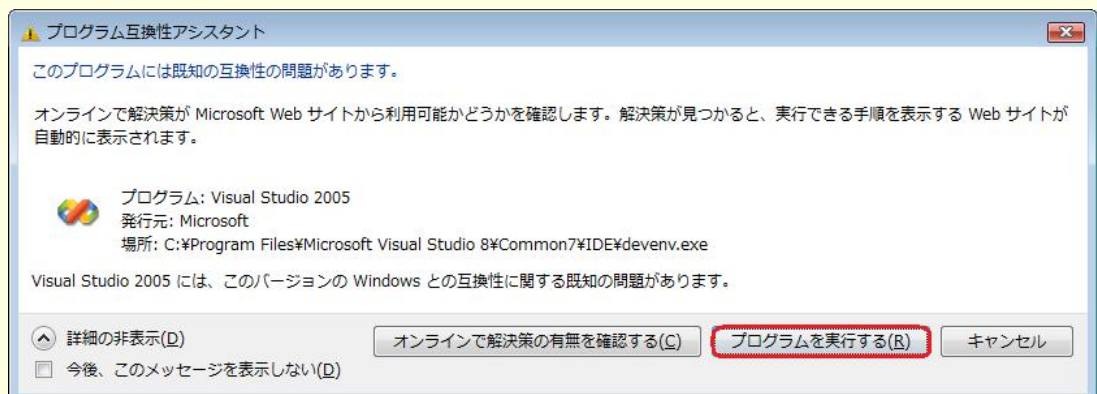 プログラム互換性アシスタント
このプログラムには既知の互換性の問題があります。
オンラインで解決策が Microsoft Web サイトから利用可能かどうかを確認します。解決策が見つかると、実行できる手順を表示する Web サイトが
自動的に表示されます。
プログラム: Visual Studio 2005
発行元: Microsoft
場所: C:¥Program Files¥Microsoft Visual Studio 8¥Common7¥IDE¥devenv.exe
Visual Studio 2005 には、このバージョンの Windows との互換性に関する既知の問題があります。
詳細の非表示(D)
オンラインで解決策の有無を確認する(C)
プログラムを実行する(R)
キャンセル
今後、このメッセージを表示しない(D)